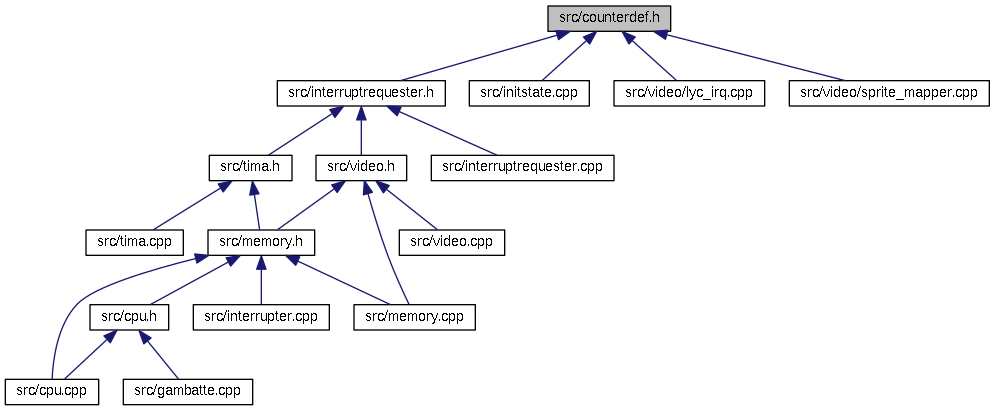 src/counterdef.h
src/interruptrequester.h
src/initstate.cpp
src/video/lyc_irq.cpp
src/video/sprite_mapper.cpp
src/tima.h
src/video.h
src/interruptrequester.cpp
src/tima.cpp
src/memory.h
src/video.cpp
src/cpu.h
src/interrupter.cpp
src/memory.cpp
src/cpu.cpp
src/gambatte.cpp